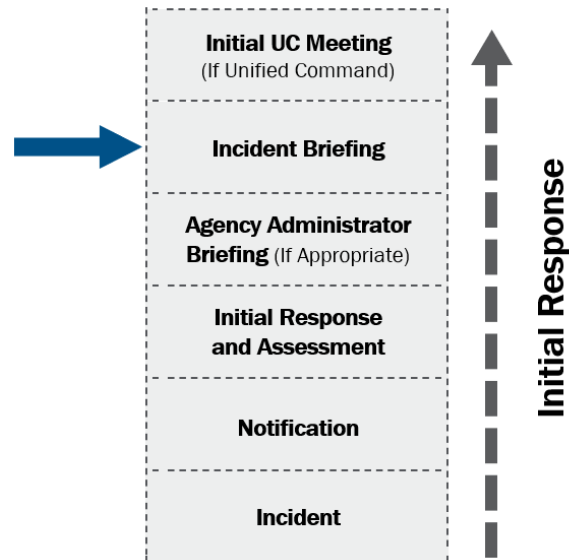 Initial UC Meeting
(If Unified Command)
Incident Briefing
Agency Administrator
Briefing (If Appropriate)
Initial Response
and Assessment
Notification
Incident
Initial Response